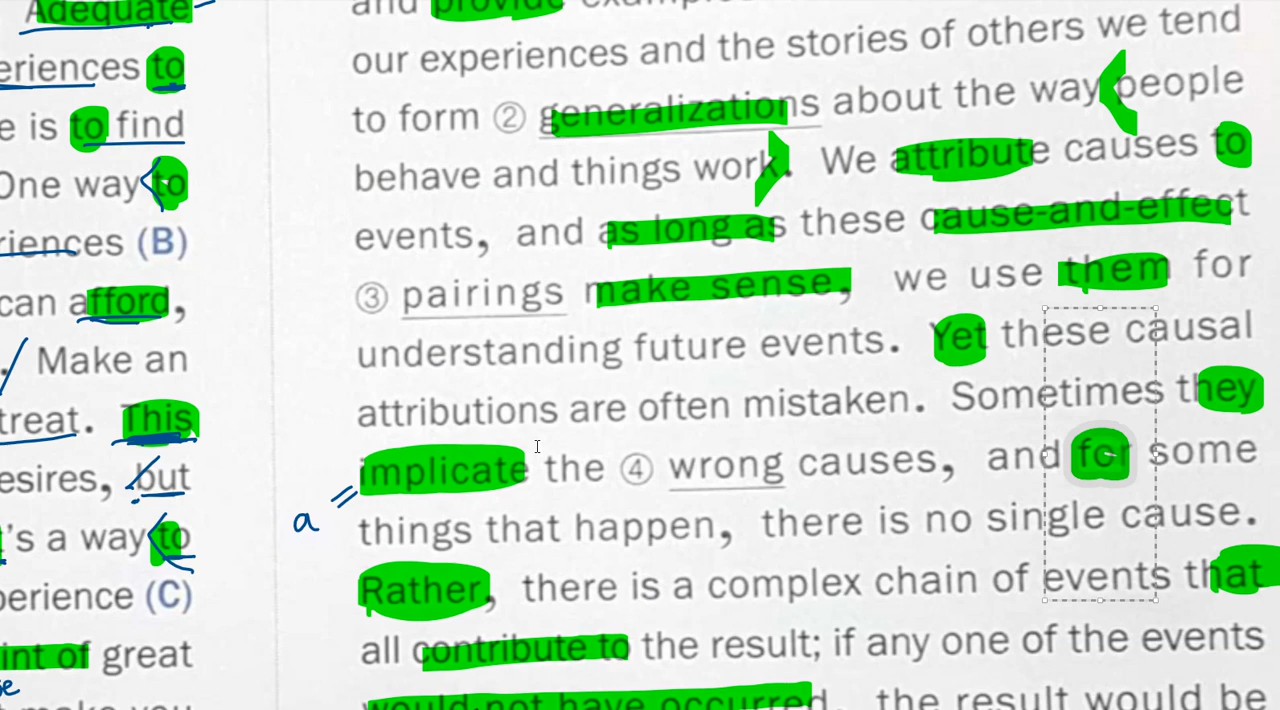 Adequate
eriences to
e is to find
One way to
riences (B)
can afford,
Make an
treat. This
esires, but
's a way to
perience (C)
int of great
and provide
our experiences and the stories of others we tend
to form ② generalizations about the way people
behave and things work. We attribute causes to
events, and as long as these cause-and-effect
③ pairings make sense, we use them for
understanding future events. Yet these causal
attributions are often mistaken. Sometimes they
implicate the ④ wrong causes, and for some
a
things that happen, there is no single cause.
Rather, there is a complex chain of events that
all contribute to the result; if any one of the events
would not have occurred, the result would be